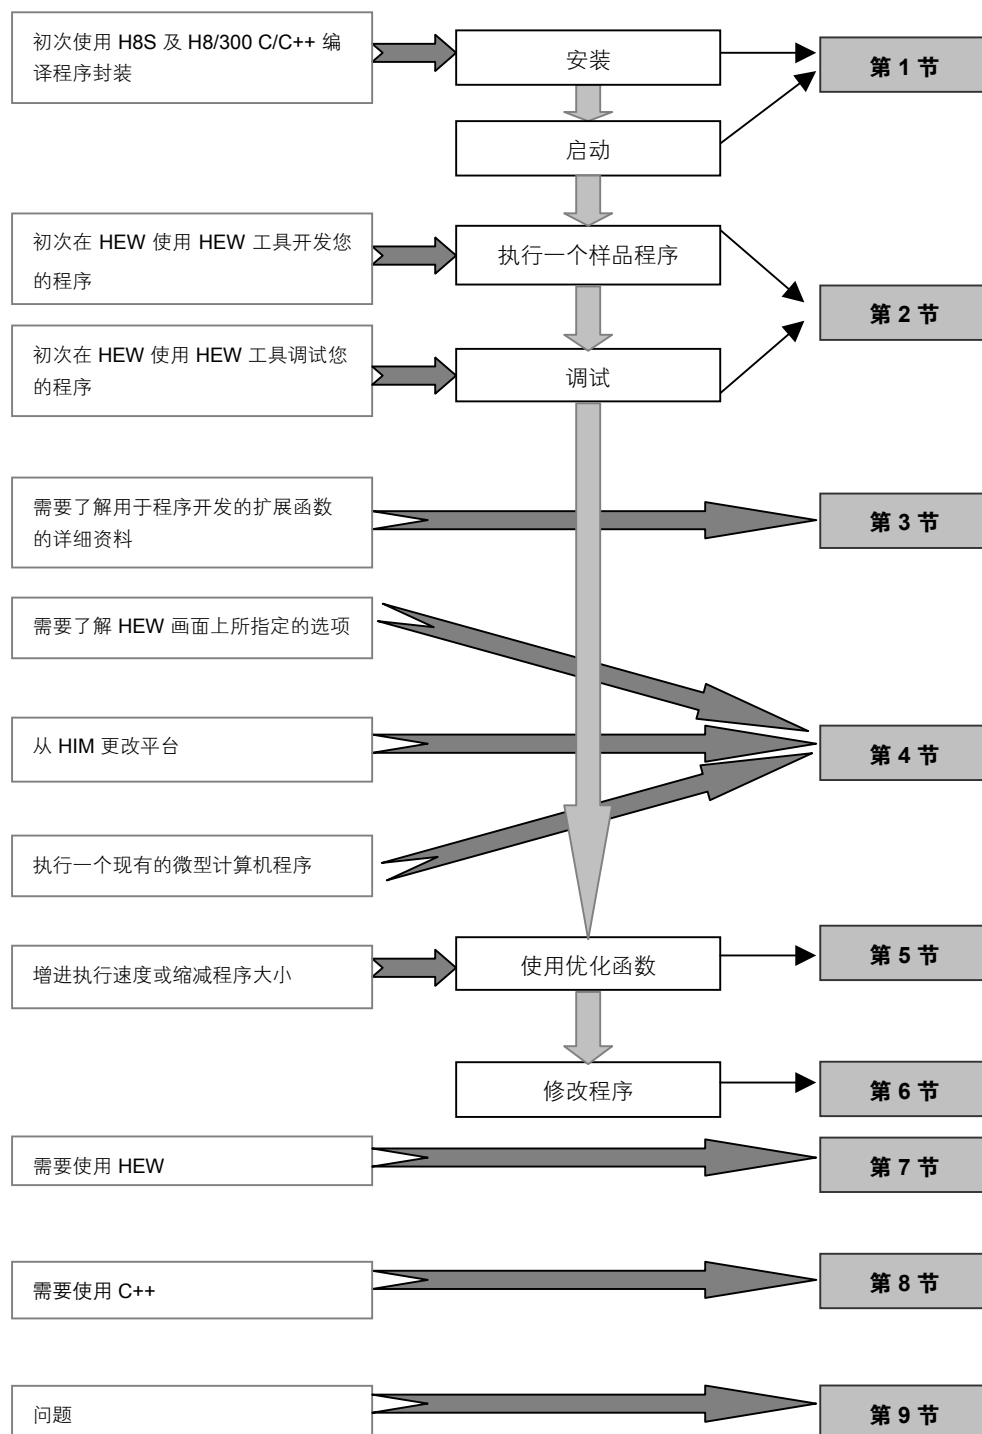 初次使用 H8S 及 H8/300 C/C++ 编
译程序封装
安装
第 1 节
启动
初次在 HEW 使用 HEW 工具开发您
的程序
执行一个样品程序
第 2 节
初次在 HEW 使用 HEW 工具调试您
的程序
调试
需要了解用于程序开发的扩展函数
的详细资料
第 3 节
需要了解 HEW 画面上所指定的选项
从 HIM 更改平台
第 4 节
执行一个现有的微型计算机程序
增进执行速度或缩减程序大小
使用优化函数
第 5 节
修改程序
第 6 节
需要使用 HEW
第 7 节
需要使用 C++
第 8 节
问题
第 9 节